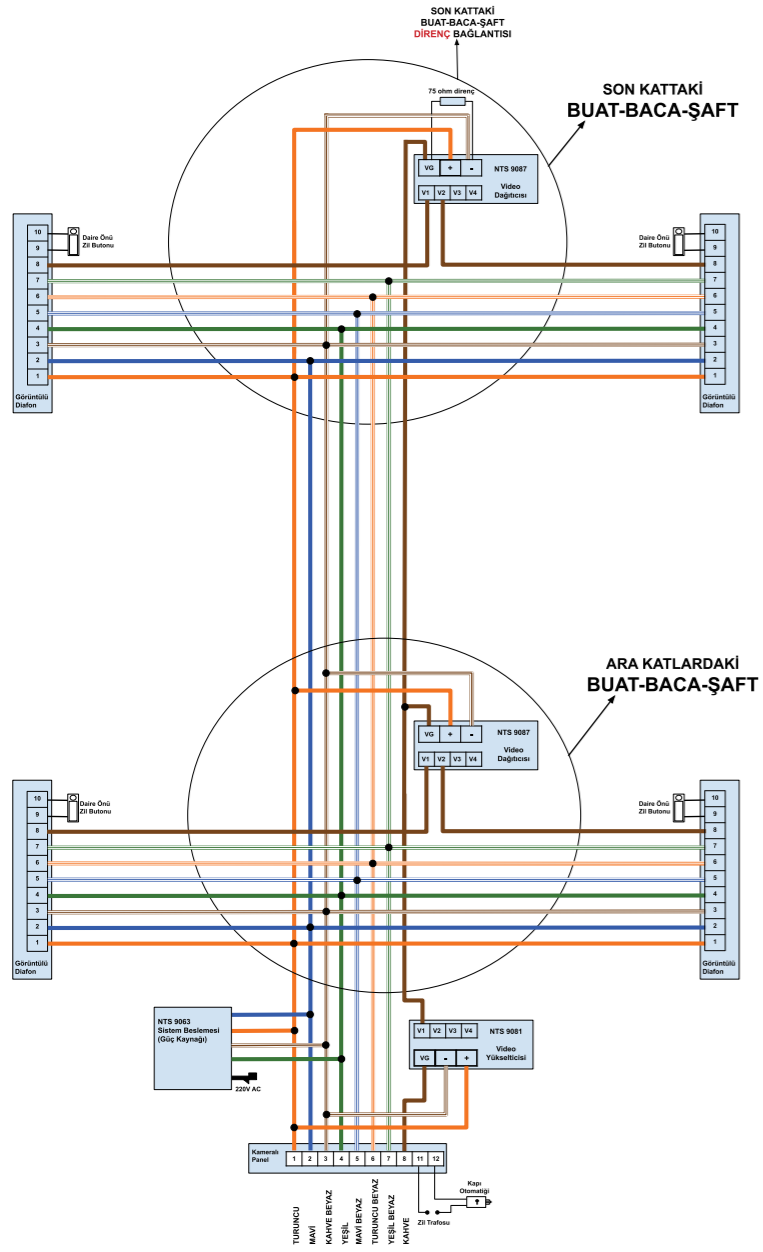 SON KATTAKİ
BUAT-BACA-ŞAFT
DİRENÇ BAĞLANTISI
75 ohm direnç
SON KATTAKİ
BUAT-BACA-ŞAFT
VG + - NTS 9087
Video
Dağıtıcısı
V1 V2 V3 V4
10
9
8
7
6
5
4
3
2
1
Daire Önü
Zil Butonu
Görüntülü
Diafon
Daire Önü
Zil Butonu
10
9
8
7
6
5
4
3
2
1
Görüntülü
Diafon
ARA KATLARDAKİ
BUAT-BACA-ŞAFT
VG + - NTS 9087
Video
Dağıtıcısı
V1 V2 V3 V4
10
9
8
7
6
5
4
3
2
1
Daire Önü
Zil Butonu
Görüntülü
Diafon
Daire Önü
Zil Butonu
10
9
8
7
6
5
4
3
2
1
Görüntülü
Diafon
NTS 9063
Sistem Beslemesi
(Güç Kaynağı)
220V AC
V1 V2 V3 V4 NTS 9081
Video
Yükselticisi
VG - +
Kameralı
Panel
1 2 3 4 5 6 7 8 11 12
Kapı
Otomatiği
Zil Trafosu
TURUNCU
MAVİ
KAHVE BEYAZ
YEŞİL
MAVİ BEYAZ
TURUNCU BEYAZ
YEŞİL BEYAZ
KAHVE